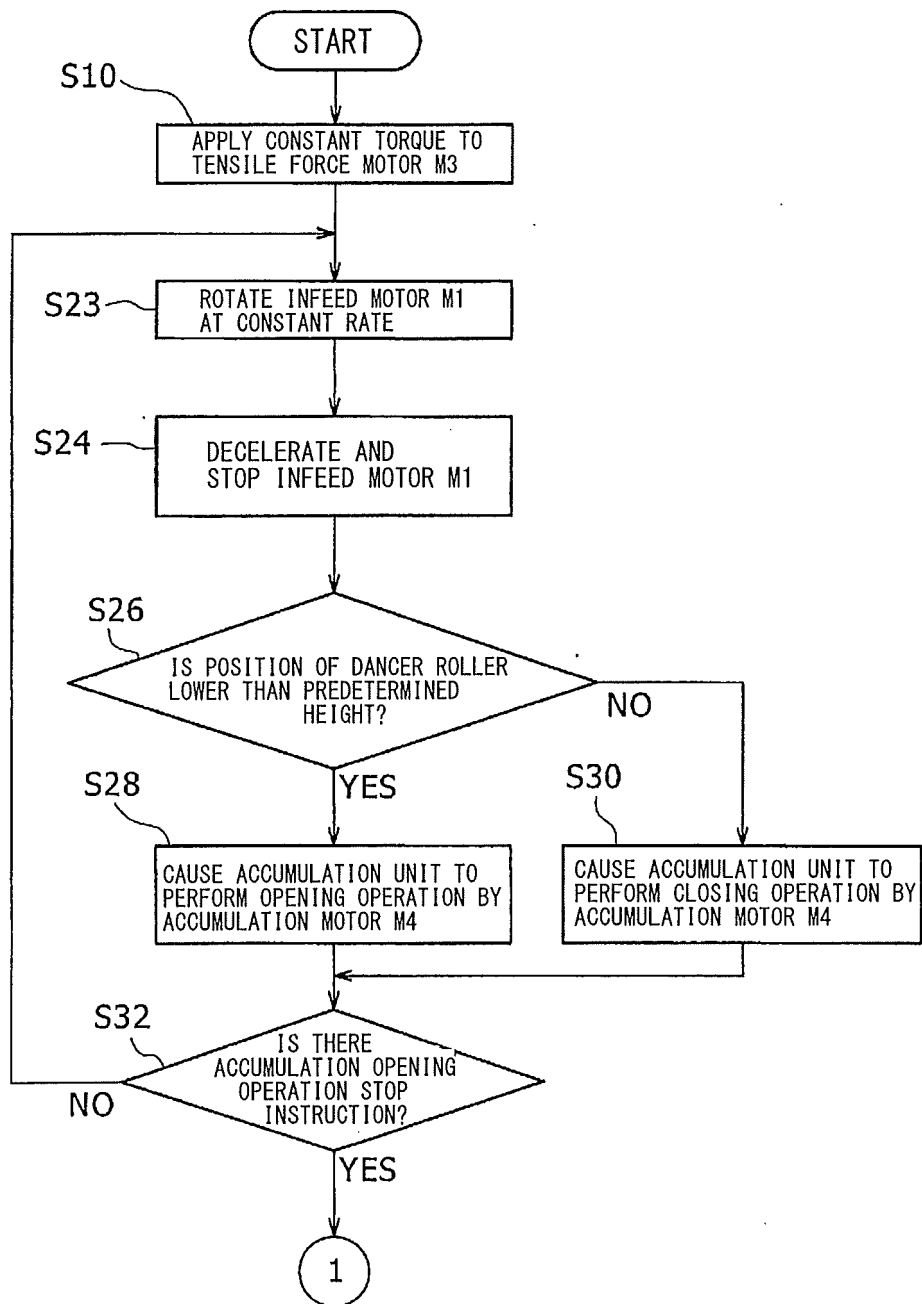 START
S10
APPLY CONSTANT TORQUE TO
TENSILE FORCE MOTOR M3
S23
ROTATE INFEED MOTOR M1
AT CONSTANT RATE
S24
DECELERATE AND
STOP INFEED MOTOR M1
S26
IS POSITION OF DANCER ROLLER
LOWER THAN PREDETERMINED
HEIGHT?
NO
YES
S28
CAUSE ACCUMULATION UNIT TO
PERFORM OPENING OPERATION BY
ACCUMULATION MOTOR M4
S30
CAUSE ACCUMULATION UNIT TO
PERFORM CLOSING OPERATION BY
ACCUMULATION MOTOR M4
S32
IS THERE
ACCUMULATION OPENING
OPERATION STOP
INSTRUCTION?
NO
YES
1